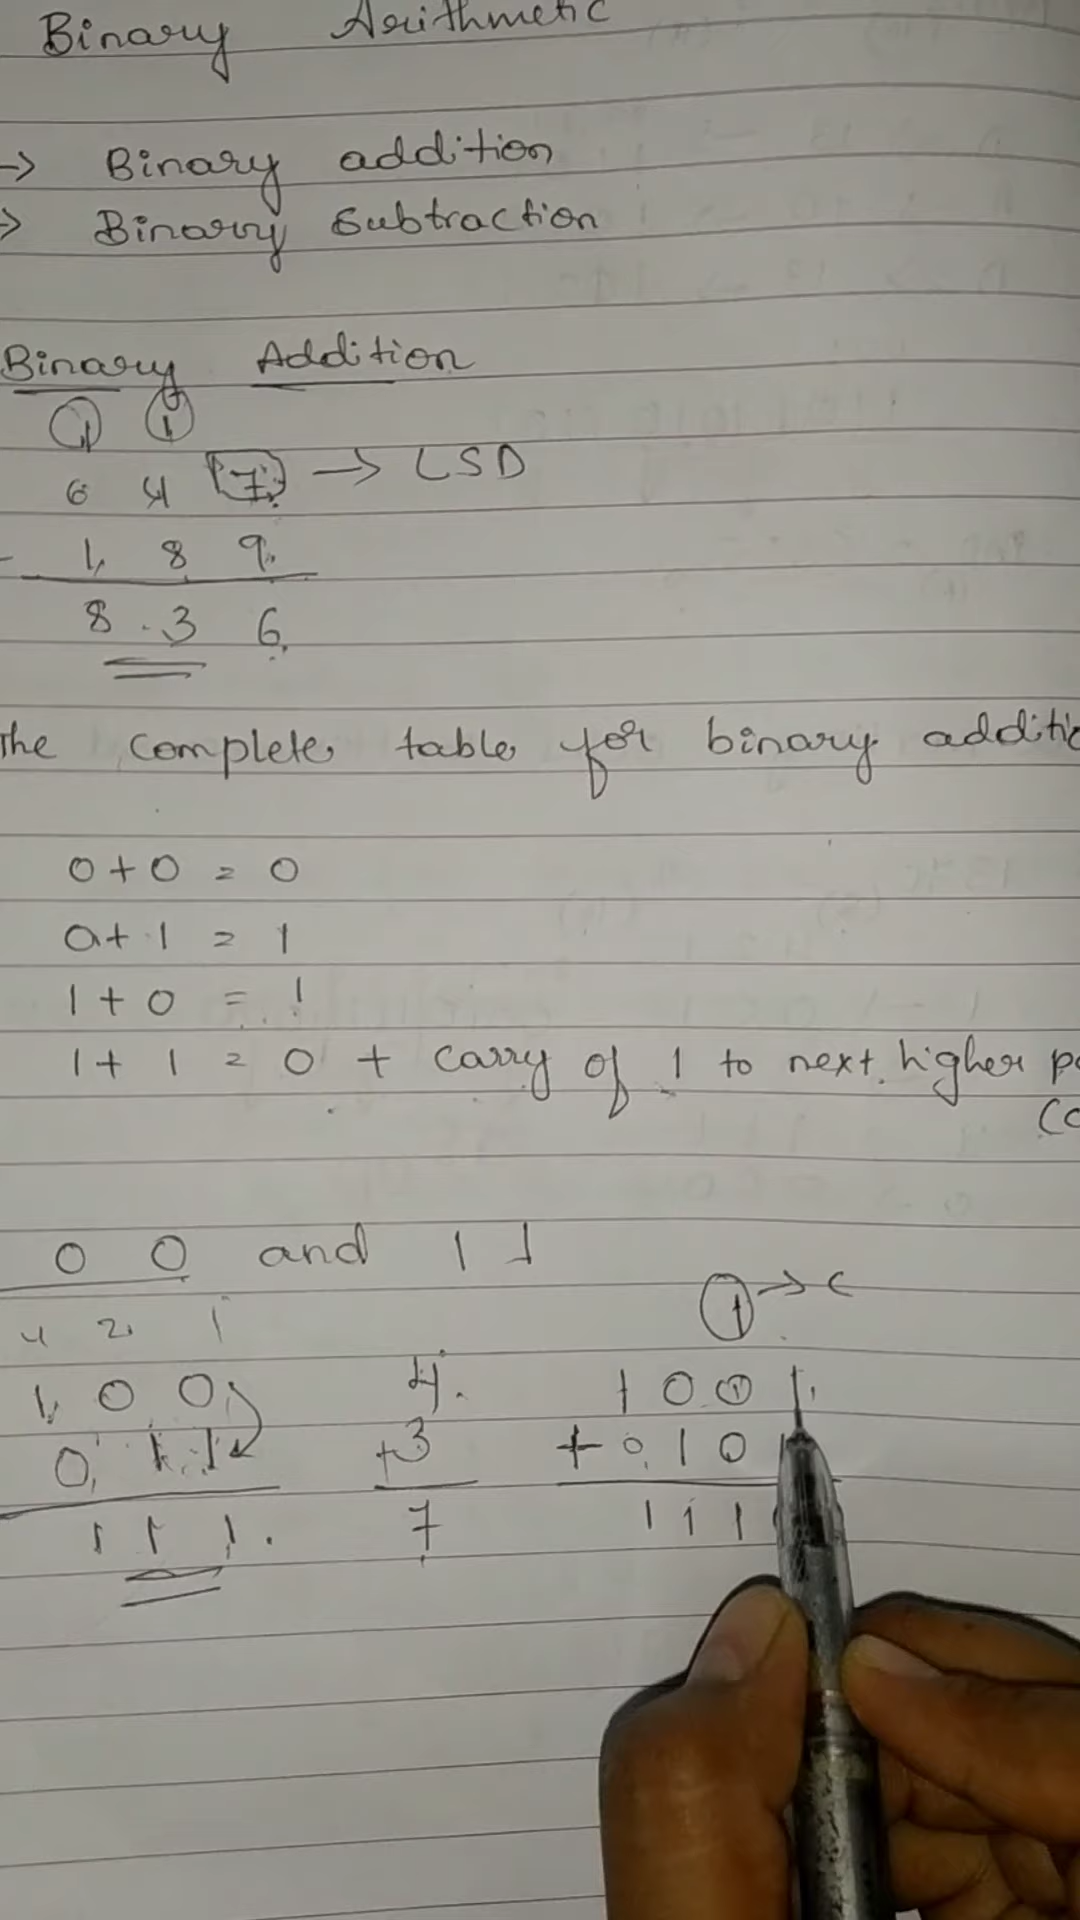 Binary Arithmetic
-> Binary addition
-> Binary Subtraction
Binary Addition
1 1
6 4 7 -> LSD
1 8 9
8 3 6
The complete table for binary
0 + 0 = 0
0 + 1 = 1
1 + 0 = 1
1 + 1 = 0 + carry of 1 to next higher
0 0 and 1 1
1 -> C
4 2 1
1 0 0 4 1 0 0 1
0 1 1 +3 + 0 1 0
1 1 1 7 1 1 1